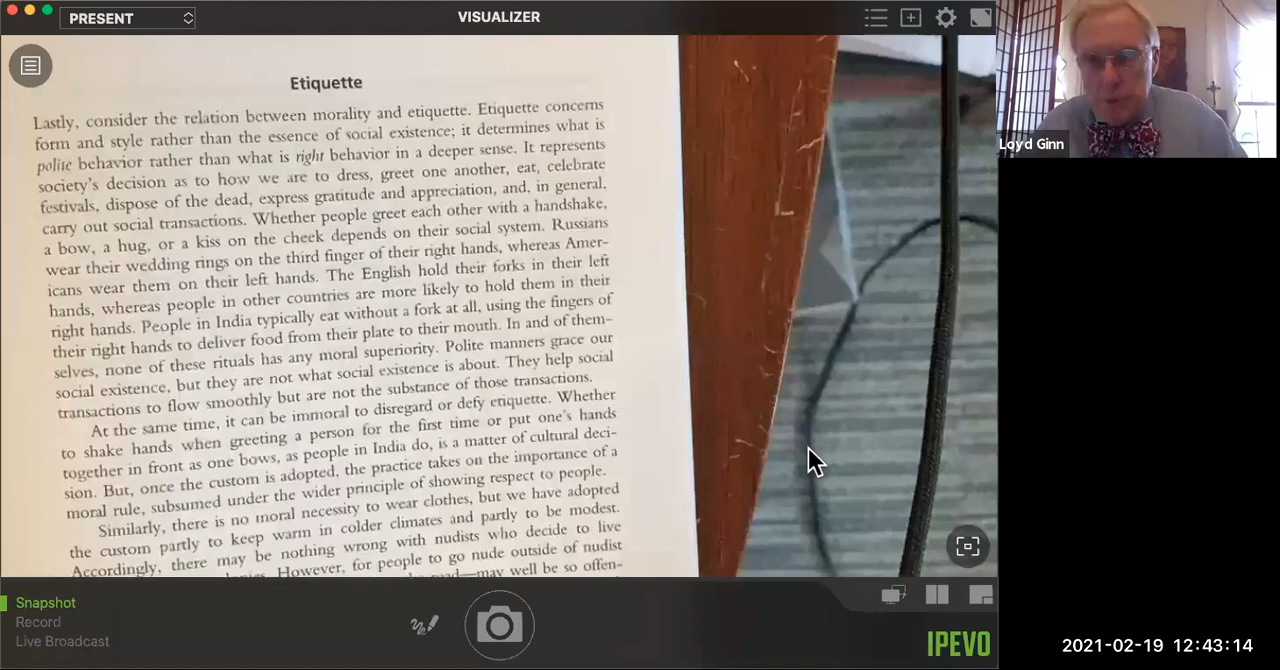 PRESENT
VISUALIZER
Loyd Ginn
Etiquette
Lastly, consider the relation between morality and etiquette. Etiquette concerns
form and style rather than the essence of social existence; it determines what is
polite behavior rather than what is right behavior in a deeper sense. It represents
society's decision as to how we are to dress, greet one another, eat, celebrate
festivals, dispose of the dead, express gratitude and appreciation, and, in general,
carry out social transactions. Whether people greet each other with a handshake,
a bow, a hug, or a kiss on the cheek depends on their social system. Russians
wear their wedding rings on the third finger of their right hands, whereas Amer-
icans wear them on their left hands. The English hold their forks in their left
hands, whereas people in other countries are more likely to hold them in their
right hands. People in India typically eat without a fork at all, using the fingers of
their right hands to deliver food from their plate to their mouth. In and of them-
selves, none of these rituals has any moral superiority. Polite manners grace our
social existence, but they are not what social existence is about. They help social
transactions to flow smoothly but are not the substance of those transactions.
At the same time, it can be immoral to disregard or defy etiquette. Whether
to shake hands when greeting a person for the first time or put one's hands
together in front as one bows, as people in India do, is a matter of cultural deci-
sion. But, once the custom is adopted, the practice takes on the importance of a
moral rule, subsumed under the wider principle of showing respect to people.
Similarly, there is no moral necessity to wear clothes, but we have adopted
the custom partly to keep warm in colder climates and partly to be modest.
Accordingly, there may be nothing wrong with nudists who decide to live
However, for people to go nude outside of nudist
may well be so offen-
Snapshot
Record
Live Broadcast
IPEVO
2021-02-19 12:43:14